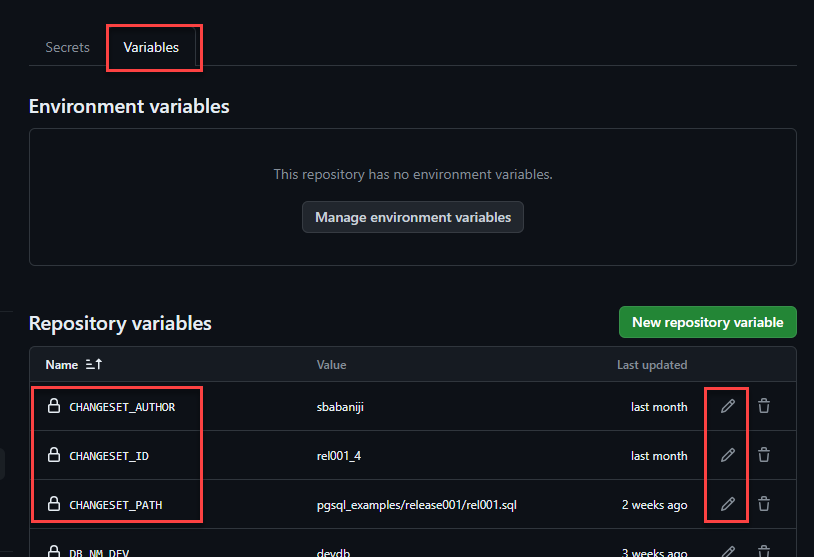 Secrets Variables
Environment variables
This repository has no environment variables.
Manage environment variables
Repository variables New repository variable
Name Value Last updated
CHANGESET_AUTHOR sbabaniji last month
CHANGESET_ID rel001_4 last month
CHANGESET_PATH pgsql_examples/release001/rel001.sql 2 weeks ago
DB_NM_DEV devdb 3 weeks ago